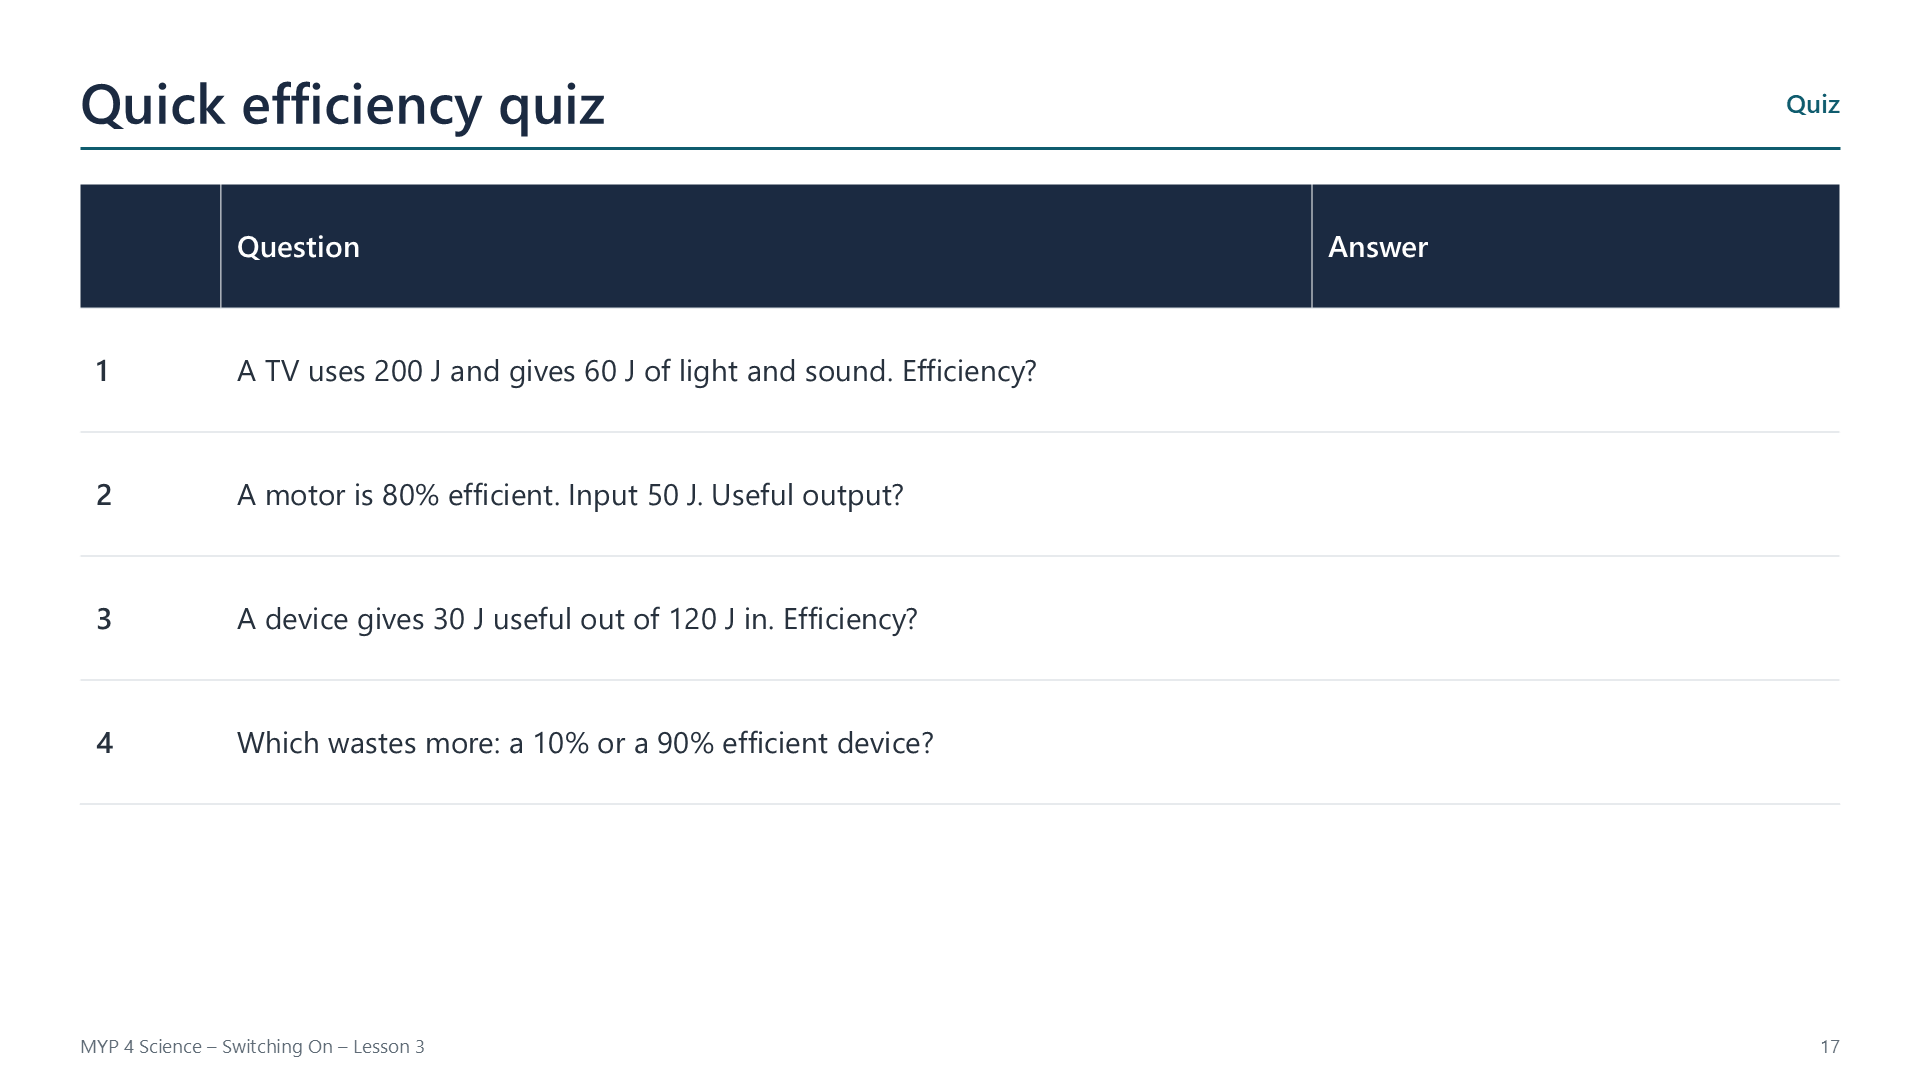 Quick efficiency quiz
Quiz
Question Answer
1 A TV uses 200 J and gives 60 J of light and sound. Efficiency?
2 A motor is 80% efficient. Input 50 J. Useful output?
3 A device gives 30 J useful out of 120 J in. Efficiency?
4 Which wastes more: a 10% or a 90% efficient device?
MYP 4 Science – Switching On – Lesson 3
17